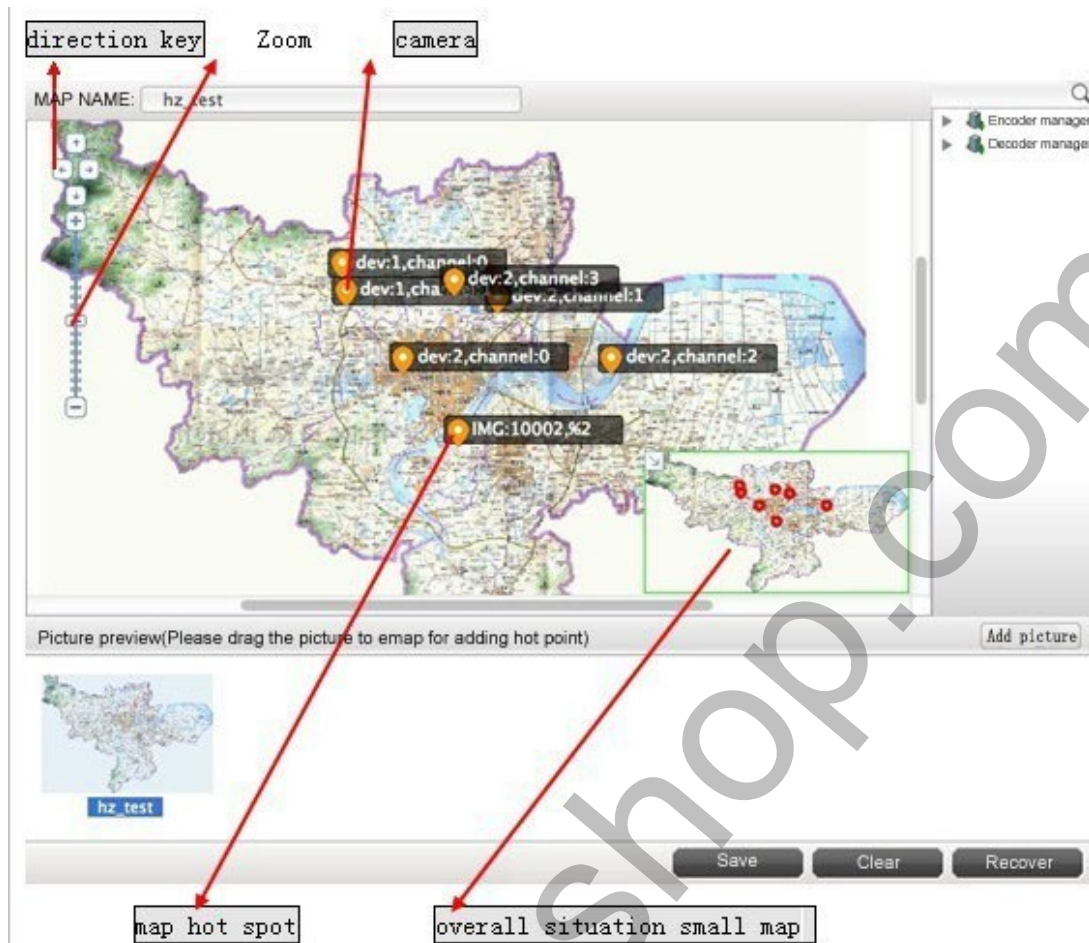 direction key Zoom camera
MAP NAME: hz_test
Encoder manager
Decoder manager
dev:1,channel:0
dev:2,channel:3
dev:1,cha
dev:2,channel:1
dev:2,channel:0
dev:2,channel:2
IMG:10002,%2
Picture preview(Please drag the picture to emap for adding hot point)
Add picture
hz_test
Save Clear Recover
map hot spot
overall situation small map
shop.com